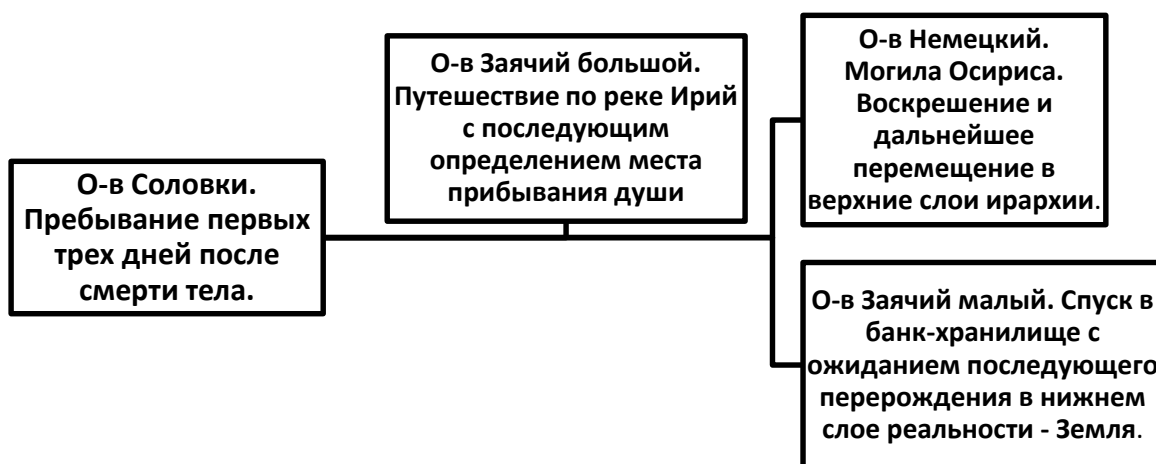 О-в Соловки.
Пребывание первых
трех дней после
смерти тела.
О-в Заячий большой.
Путешествие по реке Ирий
с последующим
определением места
прибывания души
О-в Немецкий.
Могила Осириса.
Воскрешение и
дальнейшее
перемещение в
верхние слои ирархии.
О-в Заячий малый. Спуск в
банк-хранилище с
ожиданием последующего
перерождения в нижнем
слое реальности - Земля.